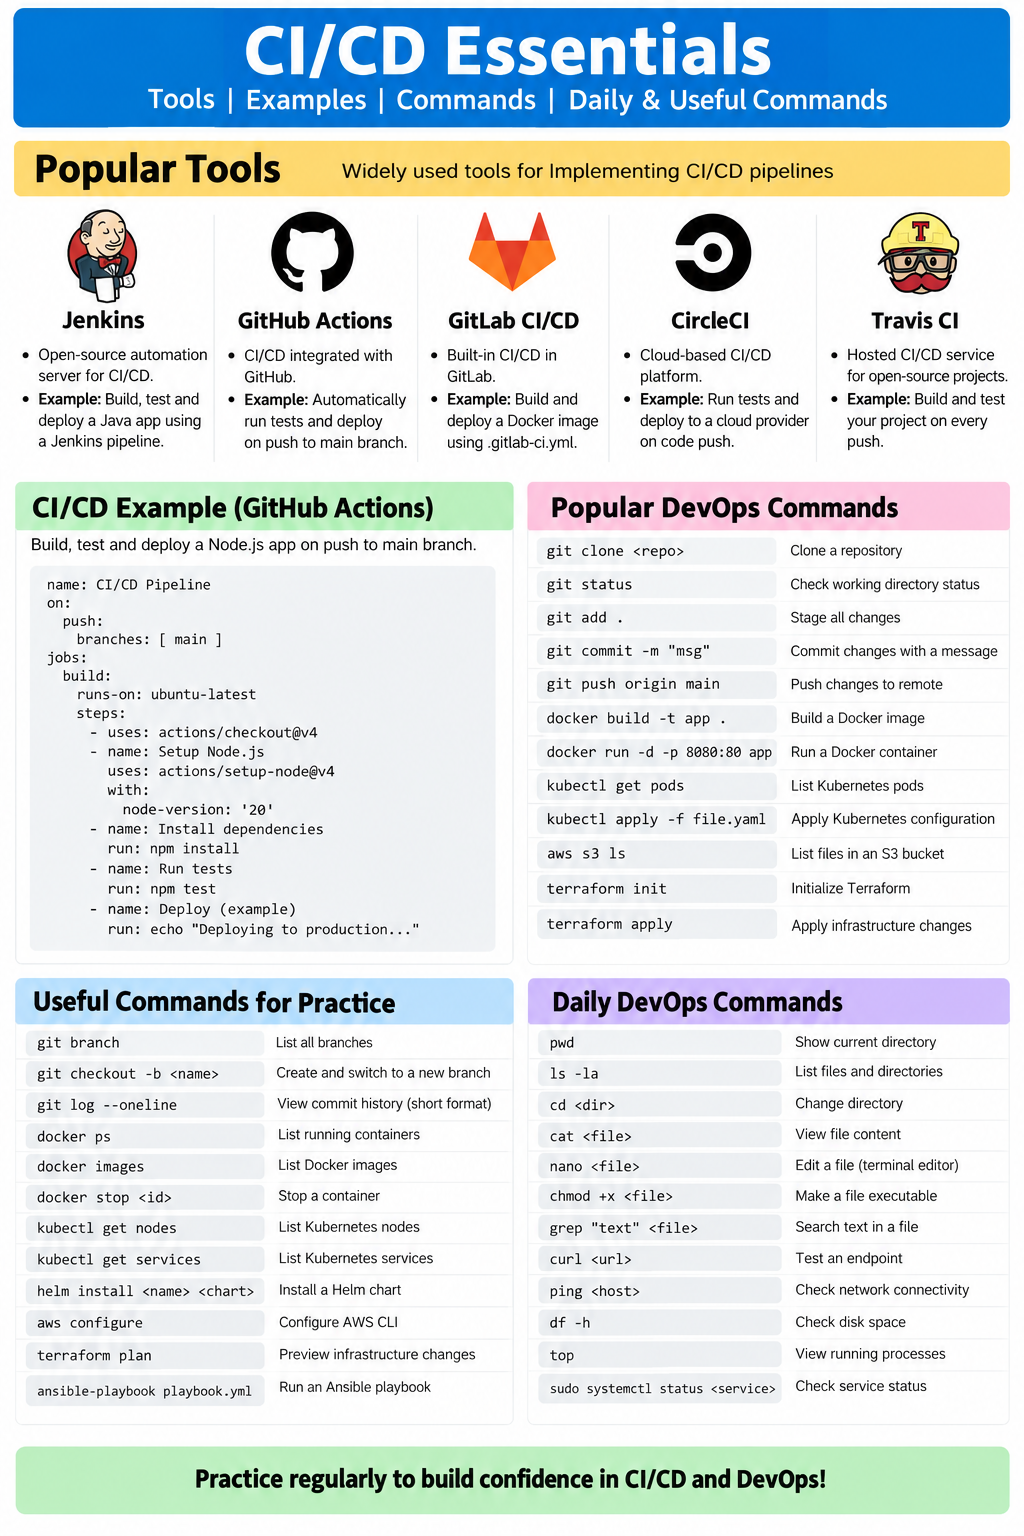 CI/CD Essentials
Tools | Examples | Commands | Daily & Useful Commands
Popular Tools
Widely used tools for Implementing CI/CD pipelines
Jenkins
• Open-source automation
server for CI/CD.
• Example: Build, test and
deploy a Java app using
a Jenkins pipeline.
GitHub Actions
• CI/CD integrated with
GitHub.
• Example: Automatically
run tests and deploy
on push to main branch.
GitLab CI/CD
• Built-in CI/CD in
GitLab.
• Example: Build and
deploy a Docker image
using .gitlab-ci.yml.
CircleCI
• Cloud-based CI/CD
platform.
• Example: Run tests and
deploy to a cloud provider
on code push.
T
Travis CI
• Hosted CI/CD service
for open-source projects.
• Example: Build and test
your project on every
push.
CI/CD Example (GitHub Actions)
Build, test and deploy a Node.js app on push to main branch.
name: CI/CD Pipeline
on:
  push:
    branches: [ main ]
jobs:
  build:
    runs-on: ubuntu-latest
    steps:
      - uses: actions/checkout@v4
      - name: Setup Node.js
        uses: actions/setup-node@v4
        with:
          node-version: '20'
      - name: Install dependencies
        run: npm install
      - name: Run tests
        run: npm test
      - name: Deploy (example)
        run: echo "Deploying to production..."
Popular DevOps Commands
git clone <repo> Clone a repository
git status Check working directory status
git add . Stage all changes
git commit -m "msg" Commit changes with a message
git push origin main Push changes to remote
docker build -t app . Build a Docker image
docker run -d -p 8080:80 app Run a Docker container
kubectl get pods List Kubernetes pods
kubectl apply -f file.yaml Apply Kubernetes configuration
aws s3 ls List files in an S3 bucket
terraform init Initialize Terraform
terraform apply Apply infrastructure changes
Useful Commands for Practice
git branch List all branches
git checkout -b <name> Create and switch to a new branch
git log --oneline View commit history (short format)
docker ps List running containers
docker images List Docker images
docker stop <id> Stop a container
kubectl get nodes List Kubernetes nodes
kubectl get services List Kubernetes services
helm install <name> <chart> Install a Helm chart
aws configure Configure AWS CLI
terraform plan Preview infrastructure changes
ansible-playbook playbook.yml Run an Ansible playbook
Daily DevOps Commands
pwd Show current directory
ls -la List files and directories
cd <dir> Change directory
cat <file> View file content
nano <file> Edit a file (terminal editor)
chmod +x <file> Make a file executable
grep "text" <file> Search text in a file
curl <url> Test an endpoint
ping <host> Check network connectivity
df -h Check disk space
top View running processes
sudo systemctl status <service> Check service status
Practice regularly to build confidence in CI/CD and DevOps!